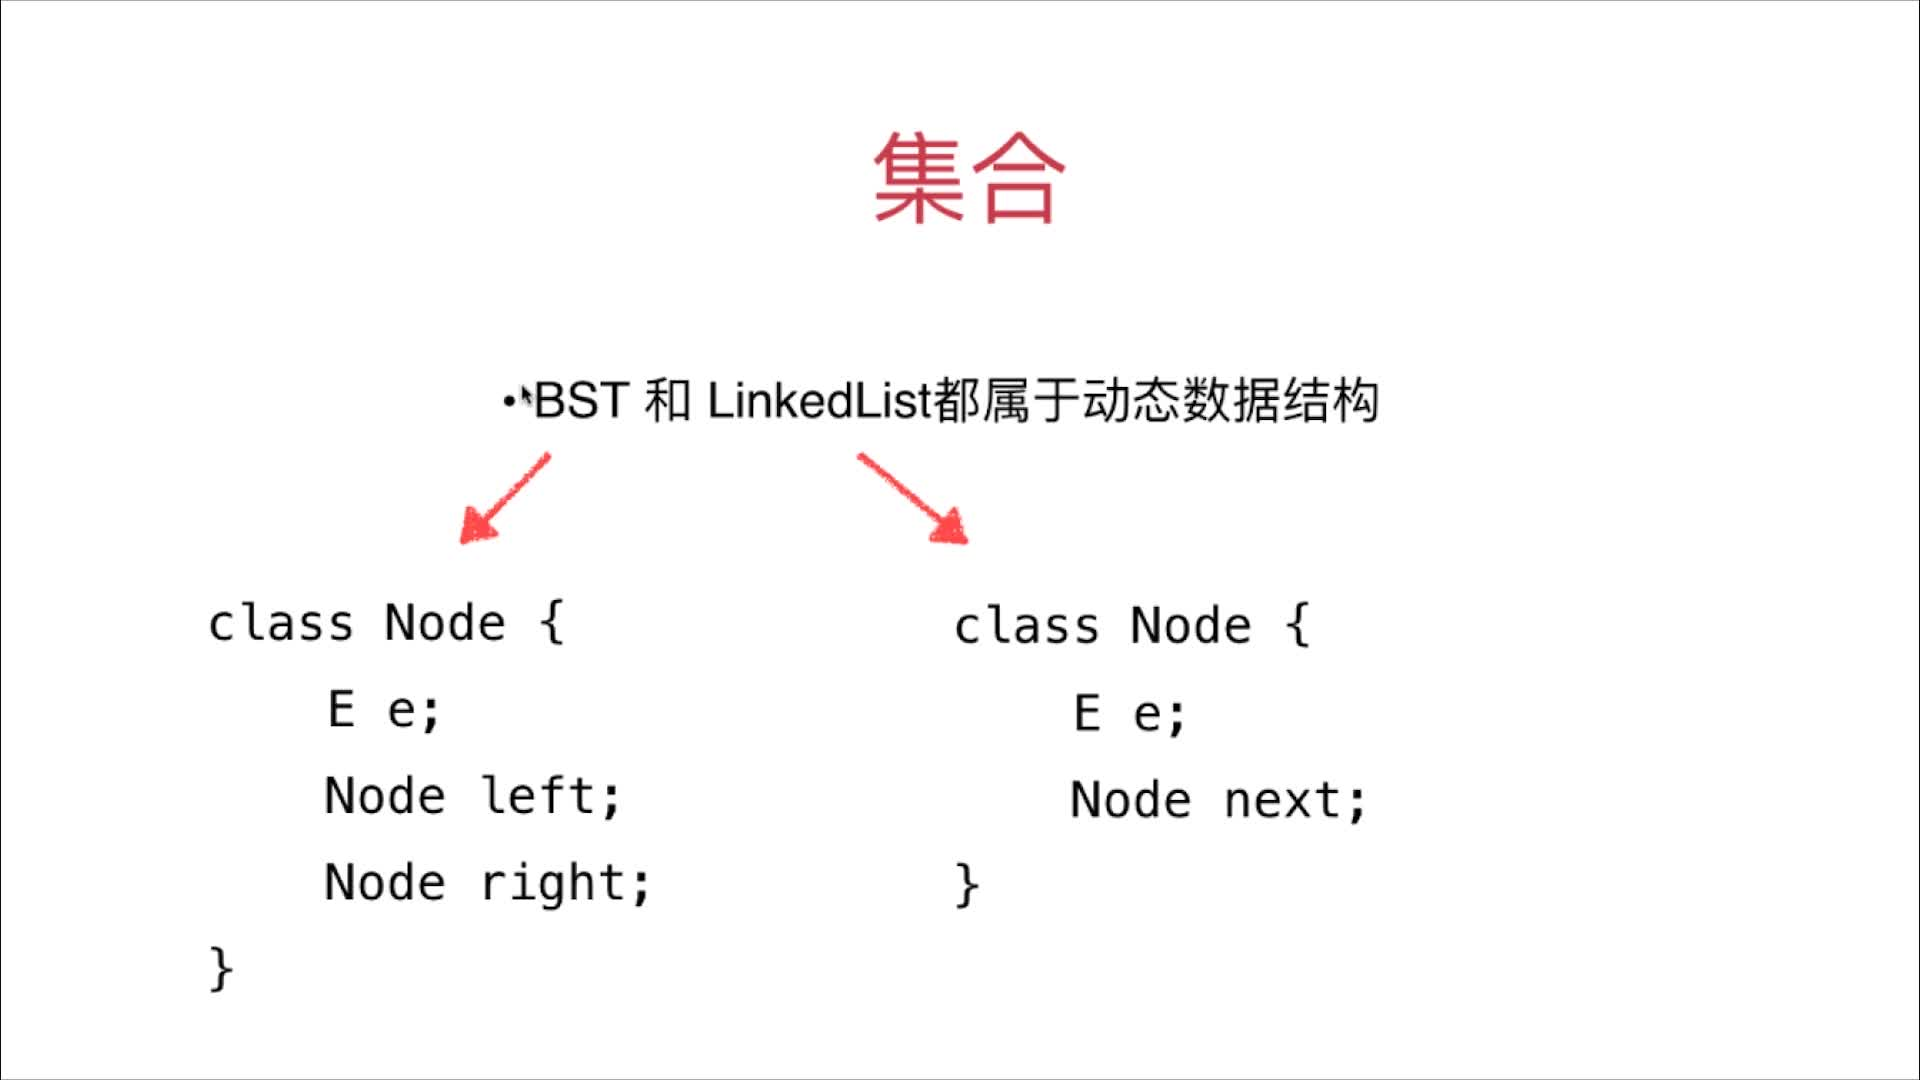 集合
•BST 和 LinkedList都属于动态数据结构
class Node {
E e;
Node left;
Node right;
}
class Node {
E e;
Node next;
}